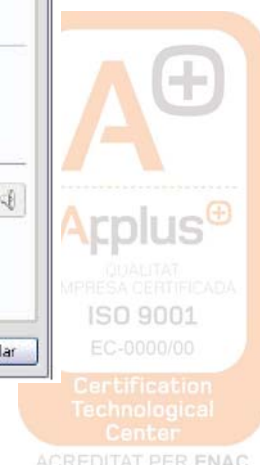 A+
Applus+
QUALITAT
MPRESA CERTIFICADA
ISO 9001
EC-0000/00
lar
Certification
Technological
Center
ACREDITAT PER ENAC